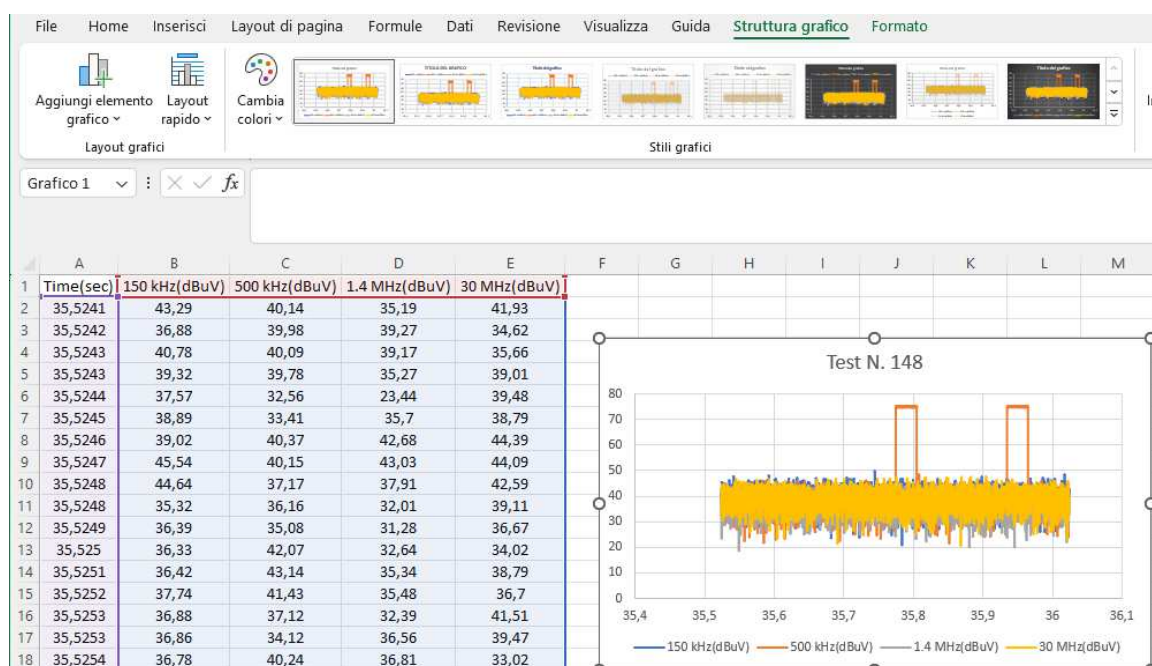 File Home Inserisci Layout di pagina Formule Dati Revisione Visualizza Guida Struttura grafico Formato
Aggiungi elemento grafico
Layout rapido
Cambia colori
Layout grafici
Stili grafici
Grafico 1 fx
A B C D E F G H I J K L M
1 Time(sec) 150 kHz(dBuV) 500 kHz(dBuV) 1.4 MHz(dBuV) 30 MHz(dBuV)
2 35,5241 43,29 40,14 35,19 41,93
3 35,5242 36,88 39,98 39,27 34,62
4 35,5243 40,78 40,09 39,17 35,66
5 35,5243 39,32 39,78 35,27 39,01
6 35,5244 37,57 32,56 23,44 39,48
7 35,5245 38,89 33,41 35,7 38,79
8 35,5246 39,02 40,37 42,68 44,39
9 35,5247 45,54 40,15 43,03 44,09
10 35,5248 44,64 37,17 37,91 42,59
11 35,5248 35,32 36,16 32,01 39,11
12 35,5249 36,39 35,08 31,28 36,67
13 35,525 36,33 42,07 32,64 34,02
14 35,5251 36,42 43,14 35,34 38,79
15 35,5252 37,74 41,43 35,48 36,7
16 35,5253 36,88 37,12 32,39 41,51
17 35,5253 36,86 34,12 36,56 39,47
18 35,5254 36,78 40,24 36,81 33,02
Test N. 148
80
70
60
50
40
30
20
10
0
35,4 35,5 35,6 35,7 35,8 35,9 36 36,1
150 kHz(dBuV) 500 kHz(dBuV) 1.4 MHz(dBuV) 30 MHz(dBuV)